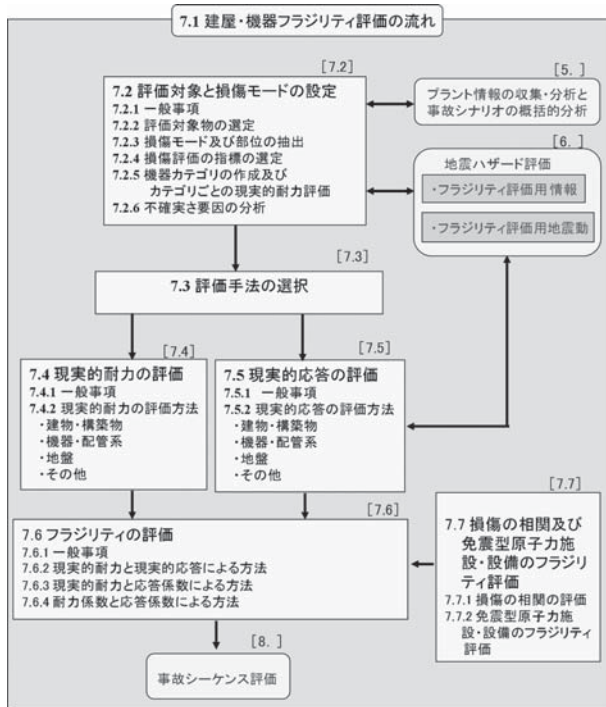 7.1 建屋・機器フラジリティ評価の流れ
[7.2]
7.2 評価対象と損傷モードの設定
7.2.1 一般事項
7.2.2 評価対象物の選定
7.2.3 損傷モード及び部位の抽出
7.2.4 損傷評価の指標の選定
7.2.5 機器カテゴリの作成及び
カテゴリごとの現実的耐力評価
7.2.6 不確実さ要因の分析
[5. ]
プラント情報の収集・分析と
事故シナリオの概括的分析
[6. ]
地震ハザード評価
・フラジリティ評価用情報
・フラジリティ評価用地震動
[7.3]
7.3 評価手法の選択
[7.4]
7.4 現実的耐力の評価
7.4.1 一般事項
7.4.2 現実的耐力の評価方法
・建物・構築物
・機器・配管系
・地盤
・その他
[7.5]
7.5 現実的応答の評価
7.5.1 一般事項
7.5.2 現実的応答の評価方法
・建物・構築物
・機器・配管系
・地盤
・その他
[7.6]
7.6 フラジリティの評価
7.6.1 一般事項
7.6.2 現実的耐力と現実的応答による方法
7.6.3 現実的耐力と応答係数による方法
7.6.4 耐力係数と応答係数による方法
[7.7]
7.7 損傷の相関及び
免震型原子力施
設・設備のフラジリ
ティ評価
7.7.1 損傷の相関の評価
7.7.2 免震型原子力施
設・設備のフラジリティ
評価
[8. ]
事故シーケンス評価